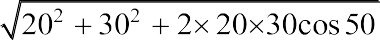 √(20² + 30² + 2×20×30cos 50)